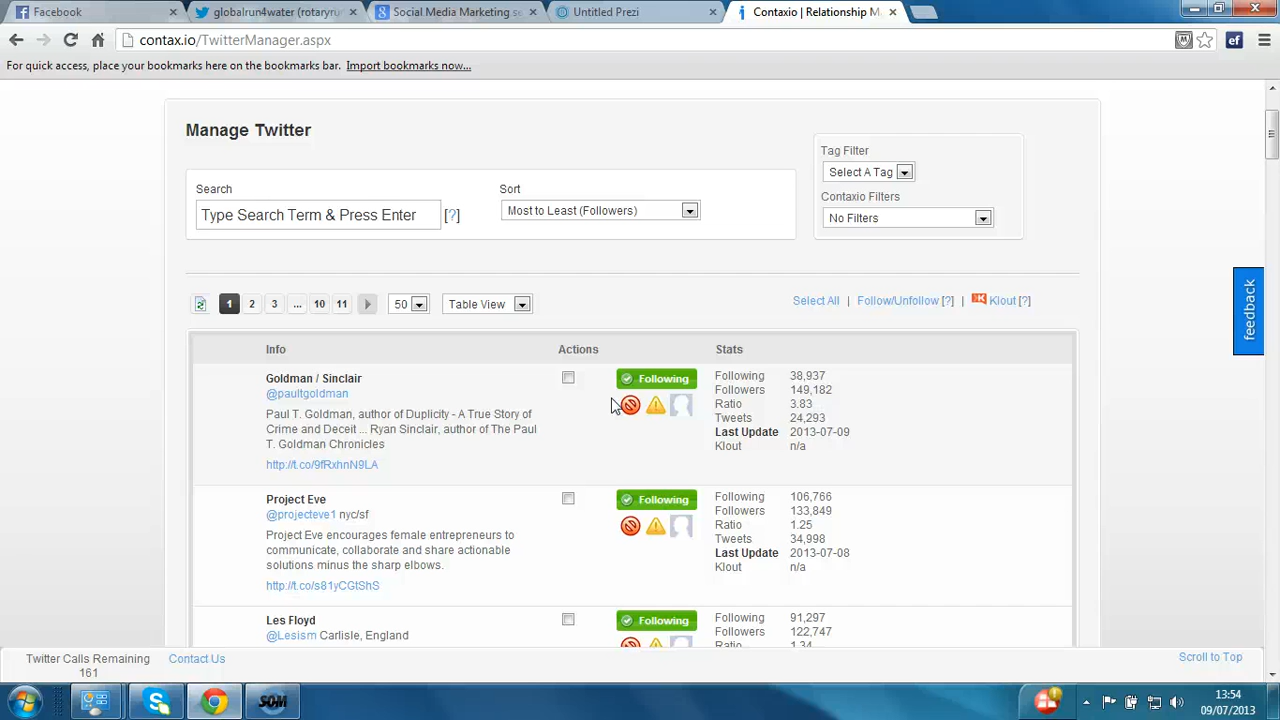 Facebook
globalrun4water (rotaryru
Social Media Marketing se
Untitled Prezi
Contaxio | Relationship M
contax.io/TwitterManager.aspx
For quick access, place your bookmarks here on the bookmarks bar. Import bookmarks now...
Manage Twitter
Search
Type Search Term & Press Enter [?]
Sort
Most to Least (Followers)
Tag Filter
Select A Tag
Contaxio Filters
No Filters
1 2 3 ... 10 11 50 Table View
Select All | Follow/Unfollow [?] | Klout [?]
Info Actions Stats
Goldman / Sinclair
@paultgoldman
Paul T. Goldman, author of Duplicity - A True Story of
Crime and Deceit ... Ryan Sinclair, author of The Paul
T. Goldman Chronicles
http://t.co/9fRxhnN9LA
Following
Following 38,937
Followers 149,182
Ratio 3.83
Tweets 24,293
Last Update 2013-07-09
Klout n/a
Project Eve
@projecteve1 nyc/sf
Project Eve encourages female entrepreneurs to
communicate, collaborate and share actionable
solutions minus the sharp elbows.
http://t.co/s81yCGtShS
Following
Following 106,766
Followers 133,849
Ratio 1.25
Tweets 34,998
Last Update 2013-07-08
Klout n/a
Les Floyd
@Lesism Carlisle, England
Following
Following 91,297
Followers 122,747
Ratio 1.34
feedback
Twitter Calls Remaining
161
Contact Us
Scroll to Top
SOM
13:54
09/07/2013